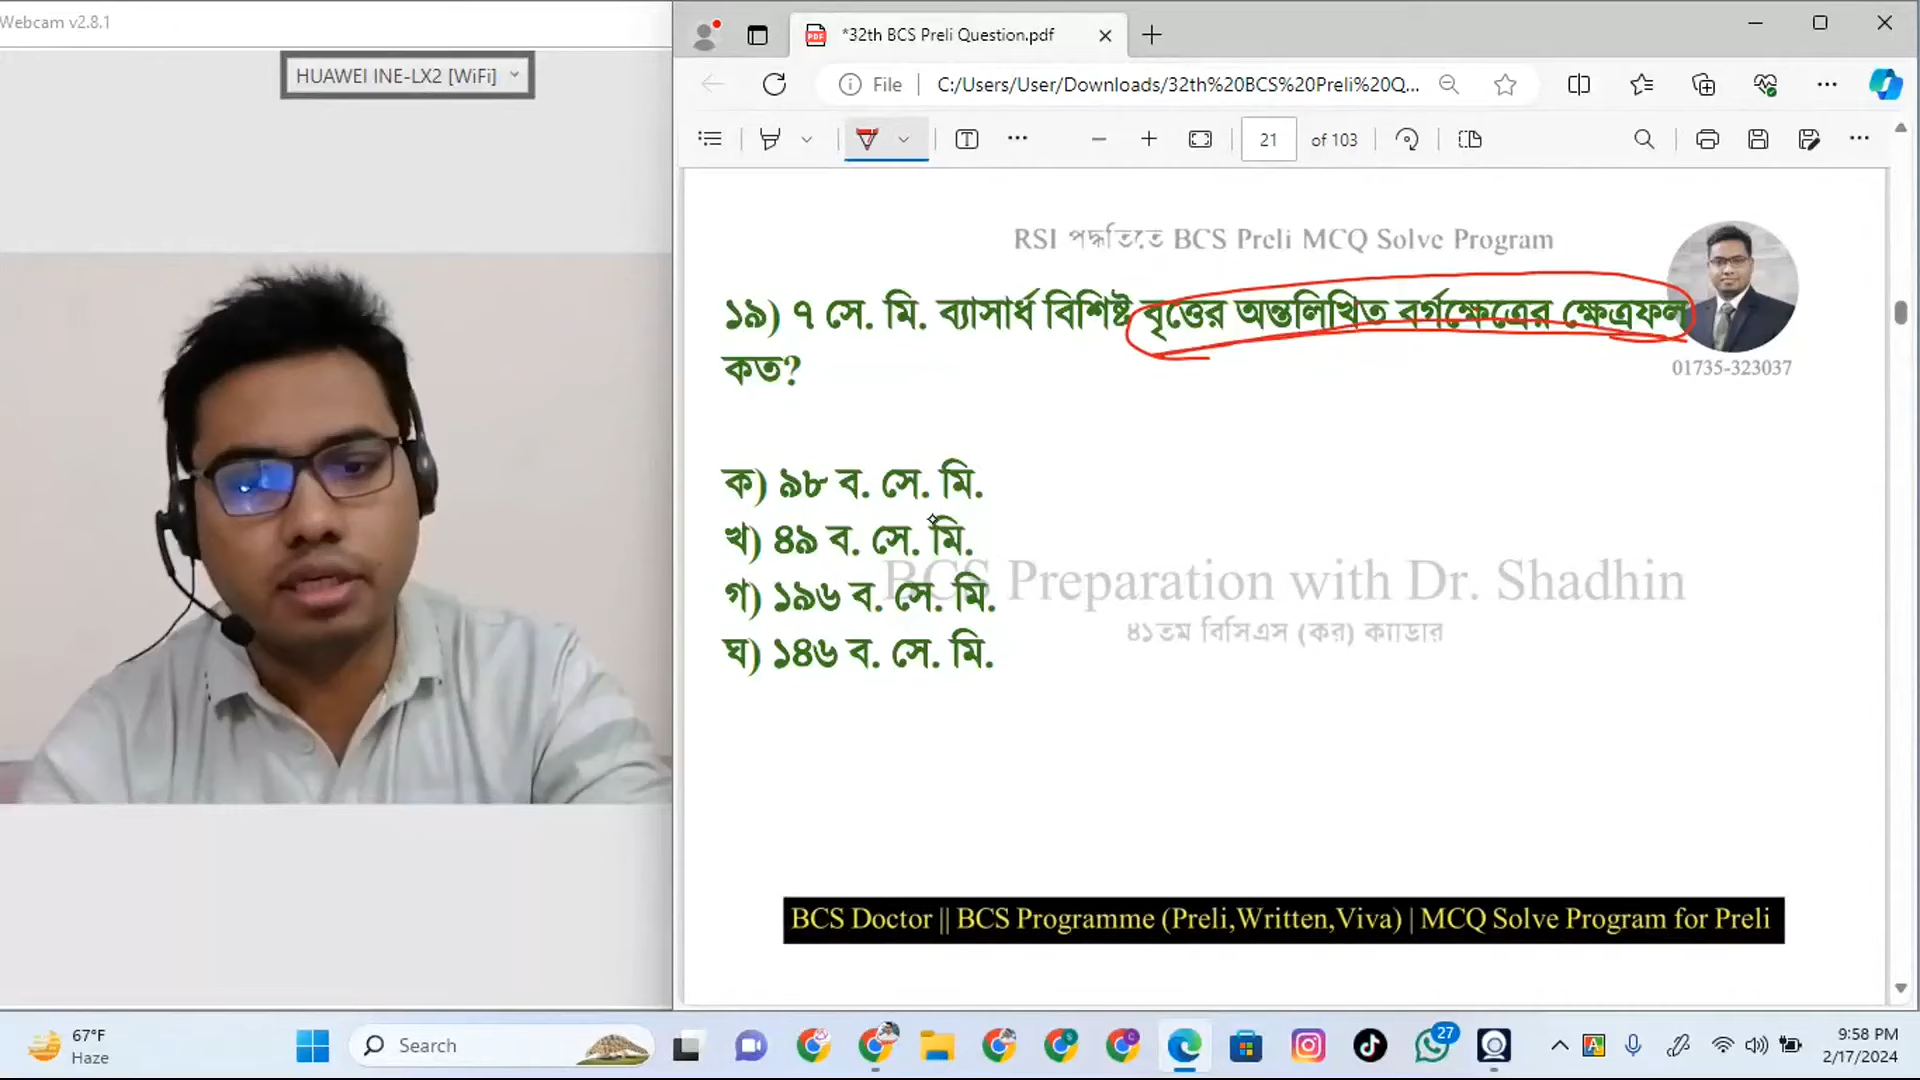 Webcam v2.8.1
HUAWEI INE-LX2 [WiFi]
*32th BCS Preli Question.pdf
File
C:/Users/User/Downloads/32th%20BCS%20Preli%20Q...
21
of 103
RSI পদ্ধতিতে BCS Preli MCQ Solve Program
১৯) ৭ সে. মি. ব্যাসার্ধ বিশিষ্ট বৃত্তের অন্তলিখিত বর্গক্ষেত্রের ক্ষেত্রফল
কত?
01735-323037
ক) ৯৮ ব. সে. মি.
খ) ৪৯ ব. সে. মি.
গ) ১৯৬ ব. সে. মি.
ঘ) ১৪৬ ব. সে. মি.
BCS Preparation with Dr. Shadhin
৪১তম বিসিএস (কর) ক্যাডার
BCS Doctor || BCS Programme (Preli,Written,Viva) | MCQ Solve Program for Preli
67°F
Haze
Search
27
9:58 PM
2/17/2024